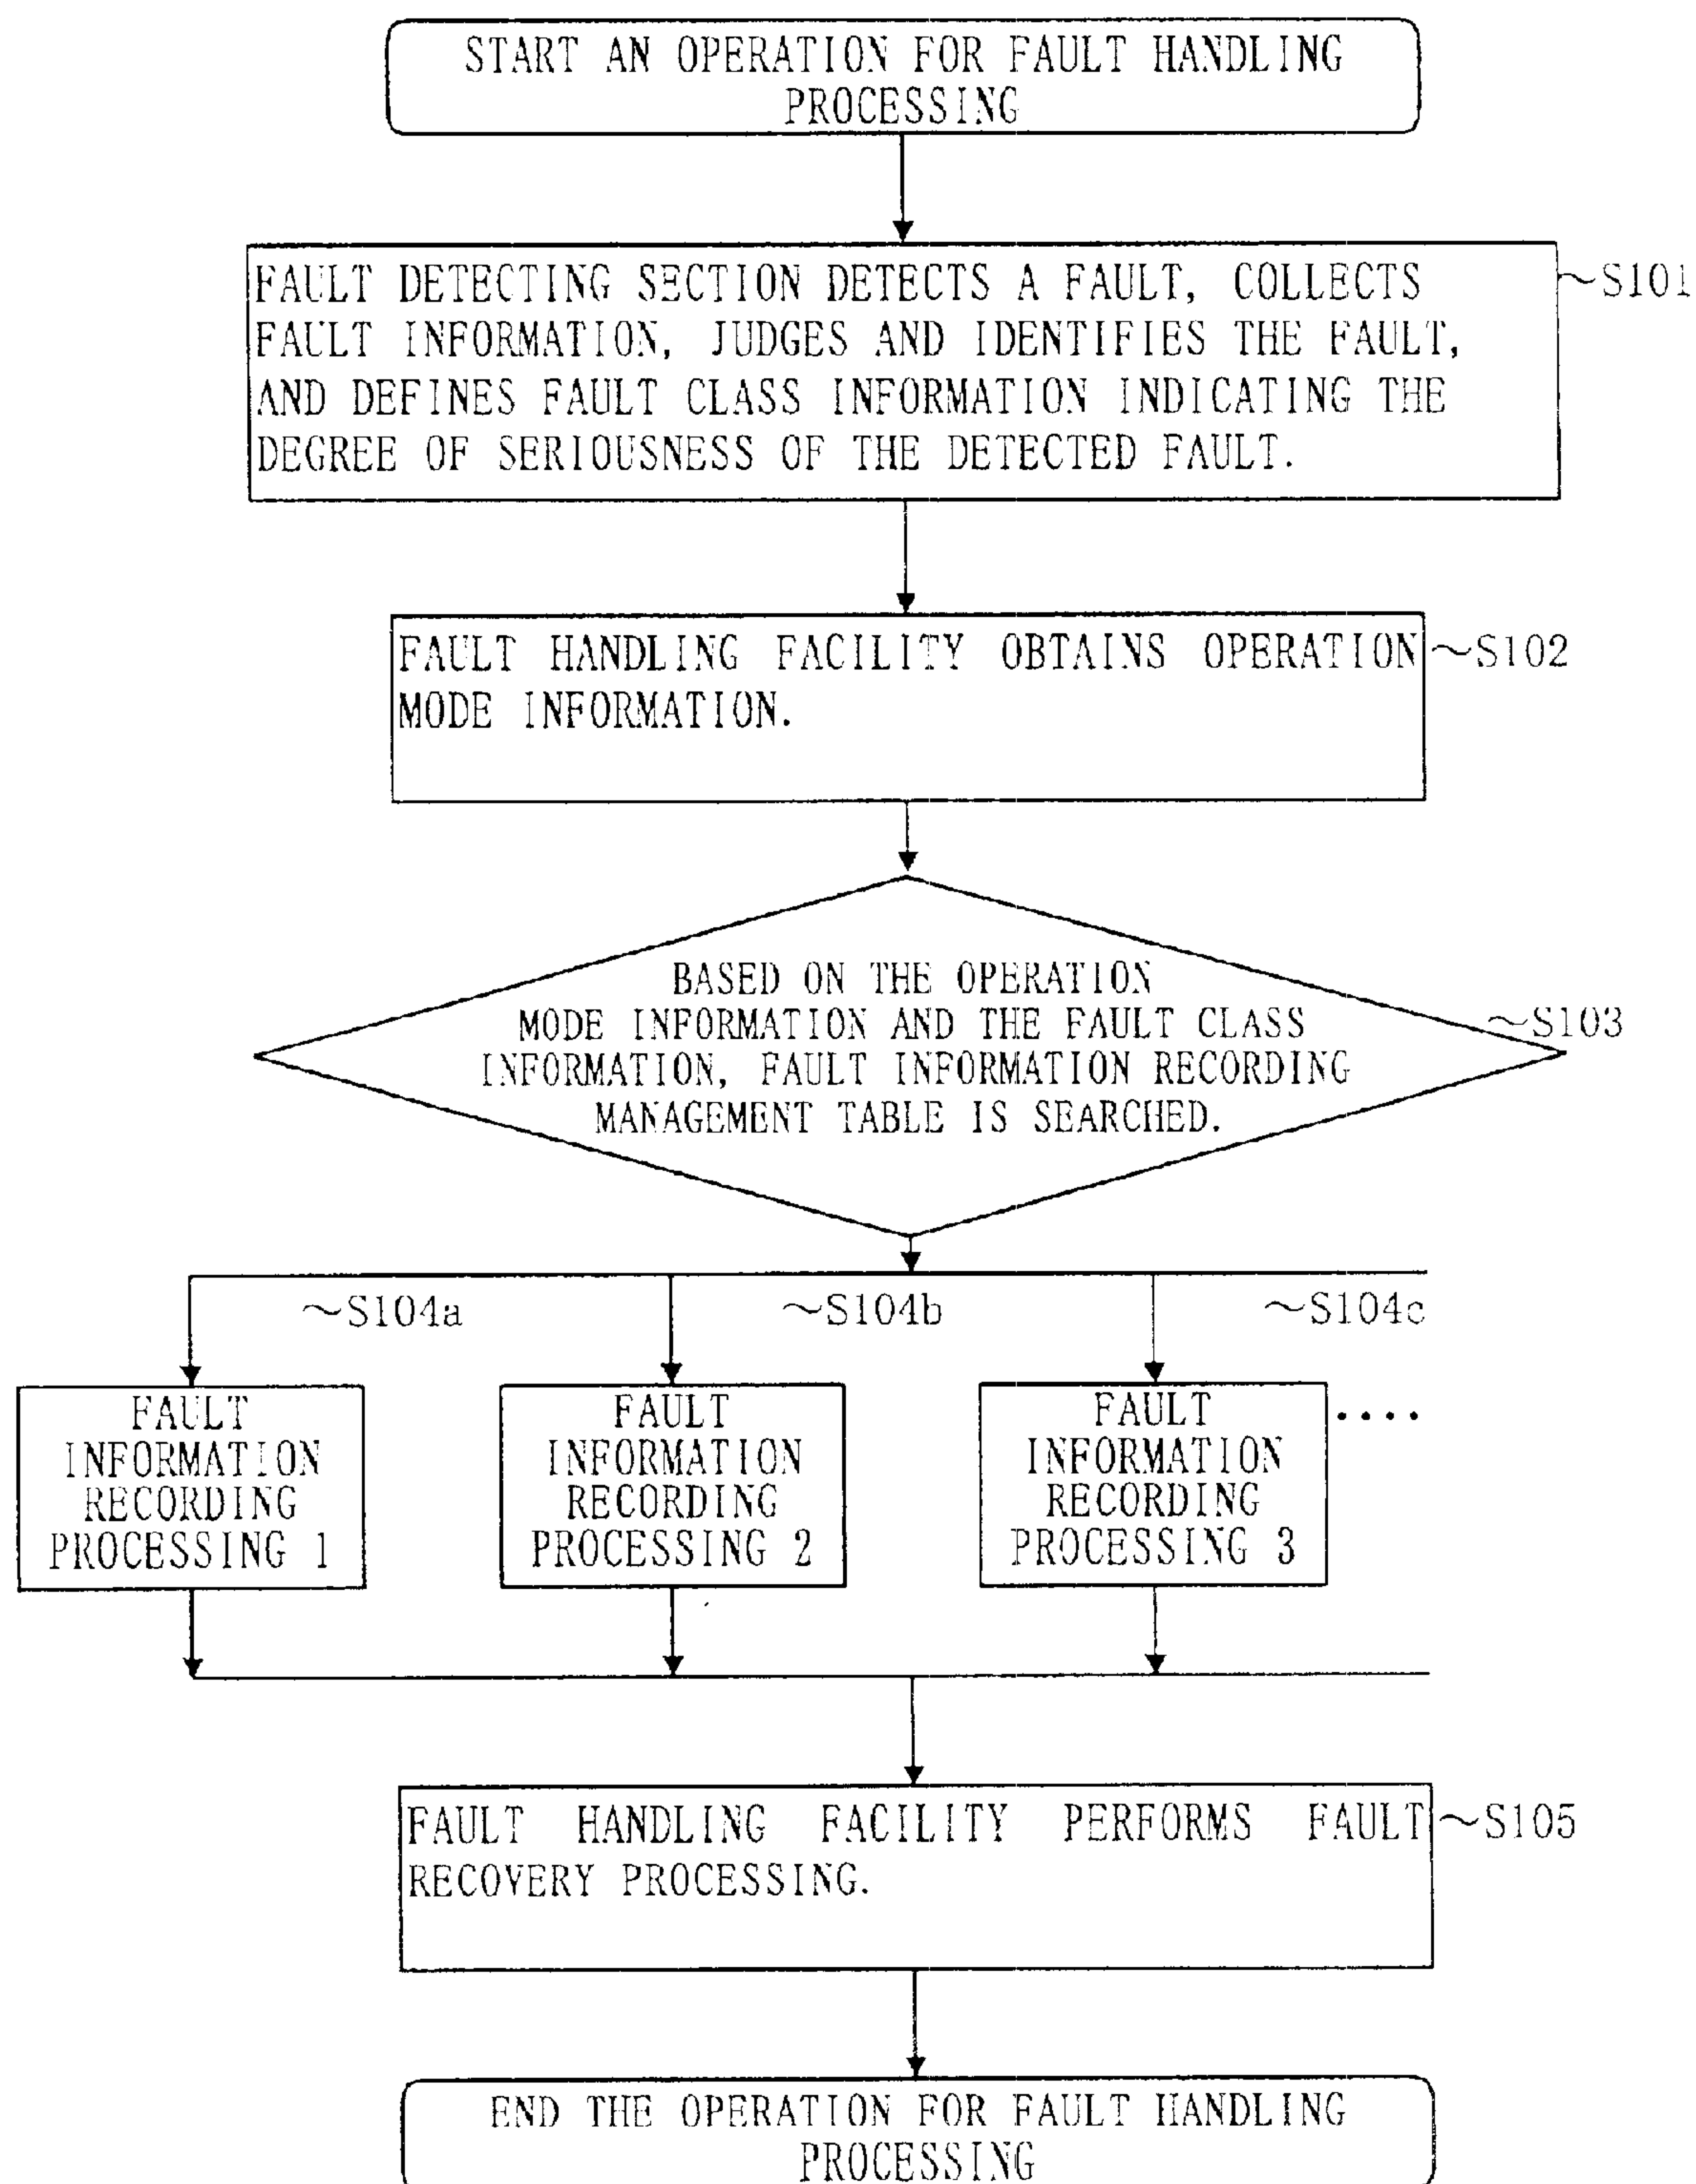 START AN OPERATION FOR FAULT HANDLING
PROCESSING
FAULT DETECTING SECTION DETECTS A FAULT, COLLECTS
FAULT INFORMATION, JUDGES AND IDENTIFIES THE FAULT,
AND DEFINES FAULT CLASS INFORMATION INDICATING THE
DEGREE OF SERIOUSNESS OF THE DETECTED FAULT.
~S101
FAULT HANDLING FACILITY OBTAINS OPERATION
MODE INFORMATION.
~S102
BASED ON THE OPERATION
MODE INFORMATION AND THE FAULT CLASS
INFORMATION, FAULT INFORMATION RECORDING
MANAGEMENT TABLE IS SEARCHED.
~S103
~S104a
~S104b
~S104c
FAULT
INFORMATION
RECORDING
PROCESSING 1
FAULT
INFORMATION
RECORDING
PROCESSING 2
FAULT
INFORMATION
RECORDING
PROCESSING 3
....
FAULT HANDLING FACILITY PERFORMS FAULT
RECOVERY PROCESSING.
~S105
END THE OPERATION FOR FAULT HANDLING
PROCESSING